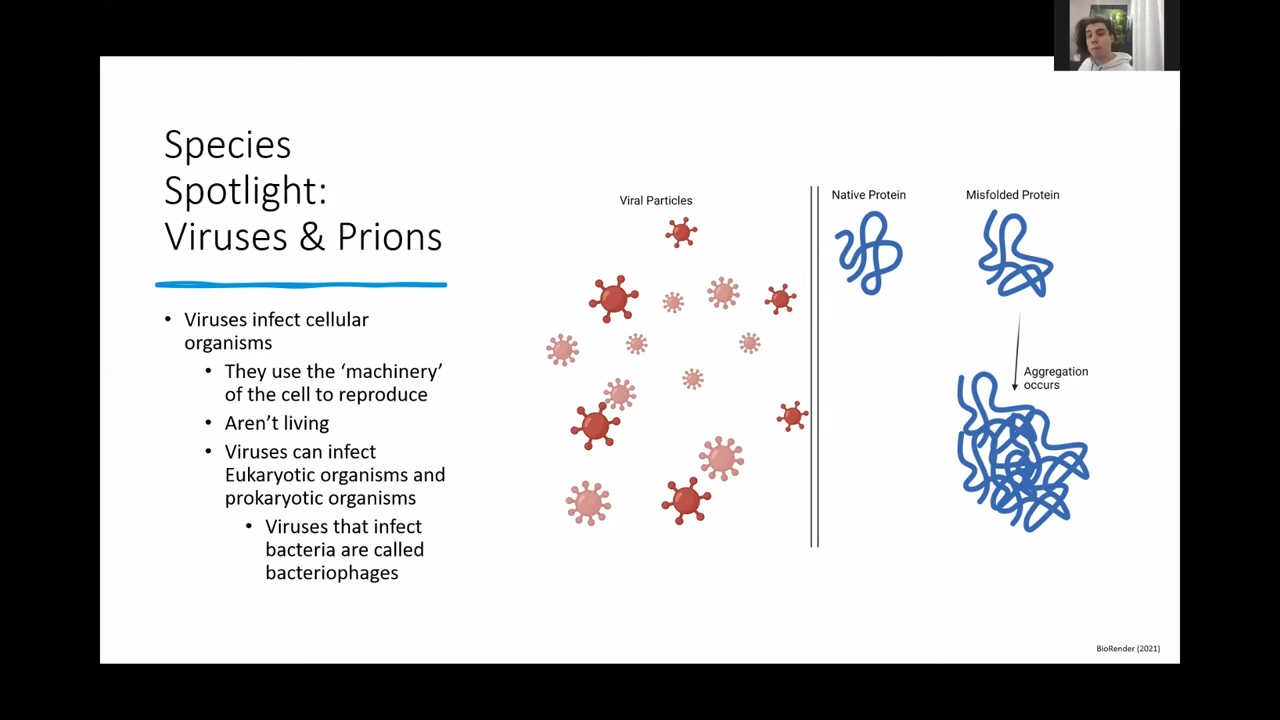 Species
Spotlight:
Viruses & Prions
• Viruses infect cellular
organisms
• They use the ‘machinery’
of the cell to reproduce
• Aren’t living
• Viruses can infect
Eukaryotic organisms and
prokaryotic organisms
• Viruses that infect
bacteria are called
bacteriophages
Viral Particles
Native Protein
Misfolded Protein
Aggregation
occurs
BioRender (2021)